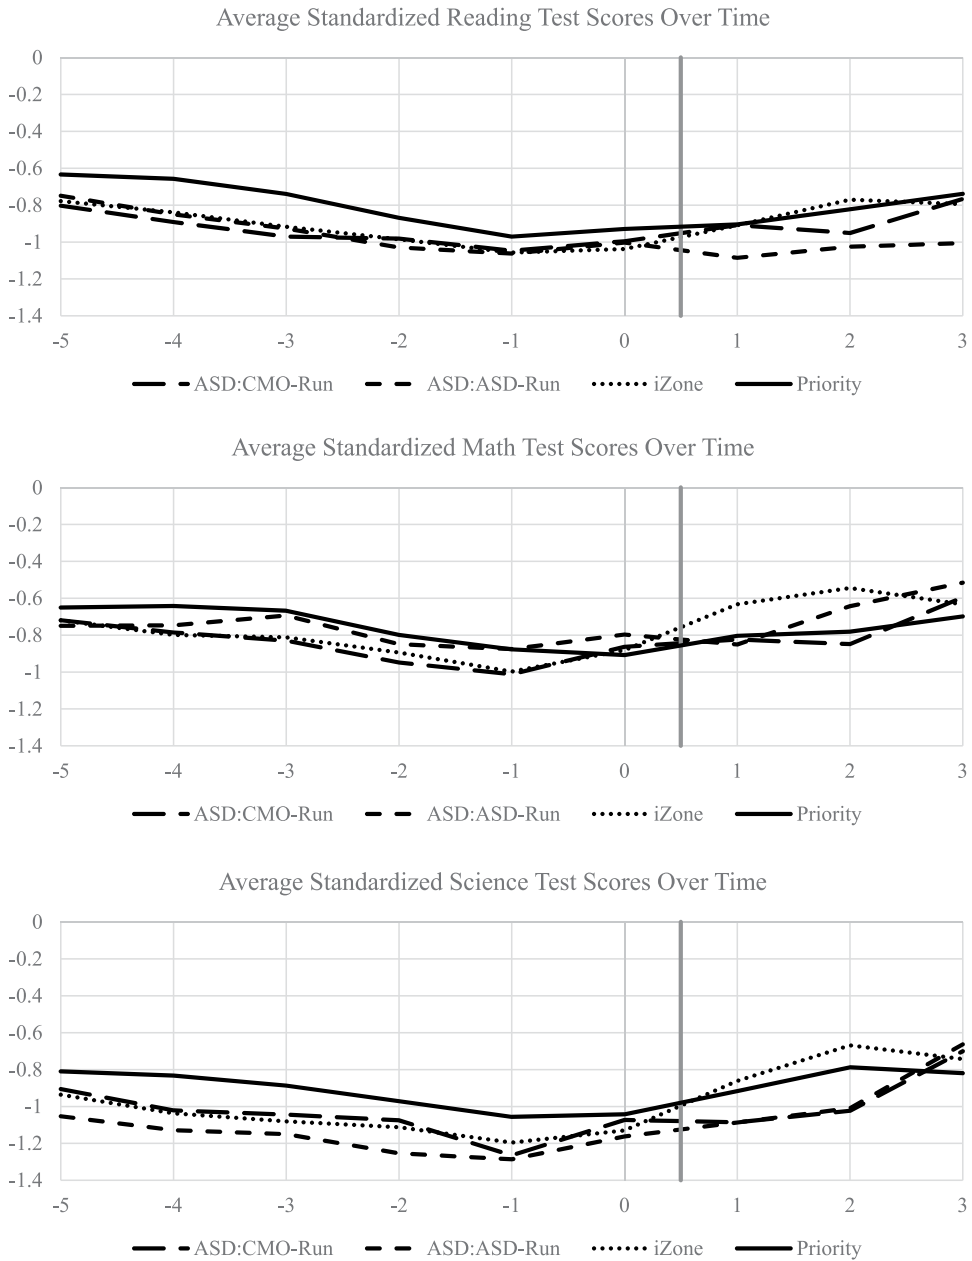 Average Standardized Reading Test Scores Over Time
0
-0.2
-0.4
-0.6
-0.8
-1
-1.2
-1.4
-5 -4 -3 -2 -1 0 1 2 3
ASD:CMO-Run ASD:ASD-Run iZone Priority
Average Standardized Math Test Scores Over Time
0
-0.2
-0.4
-0.6
-0.8
-1
-1.2
-1.4
-5 -4 -3 -2 -1 0 1 2 3
ASD:CMO-Run ASD:ASD-Run iZone Priority
Average Standardized Science Test Scores Over Time
0
-0.2
-0.4
-0.6
-0.8
-1
-1.2
-1.4
-5 -4 -3 -2 -1 0 1 2 3
ASD:CMO-Run ASD:ASD-Run iZone Priority